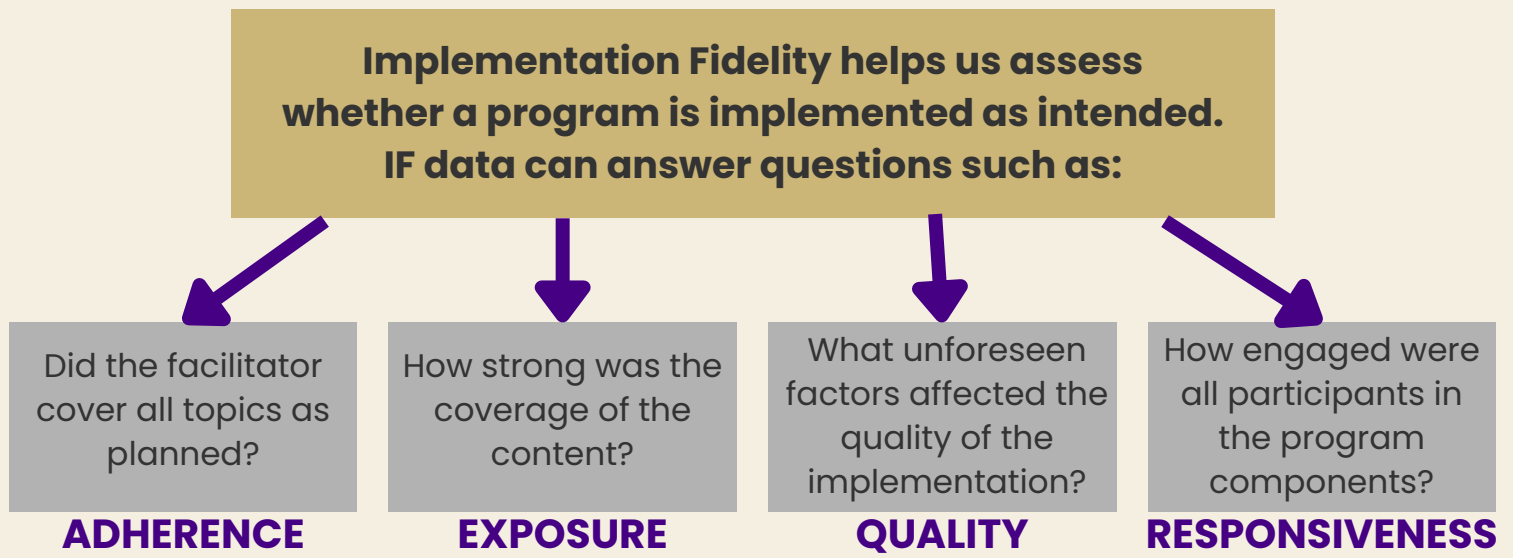 Implementation Fidelity helps us assess
whether a program is implemented as intended.
IF data can answer questions such as:
Did the facilitator
cover all topics as
planned?
ADHERENCE
How strong was the
coverage of the
content?
EXPOSURE
What unforeseen
factors affected the
quality of the
implementation?
QUALITY
How engaged were
all participants in
the program
components?
RESPONSIVENESS